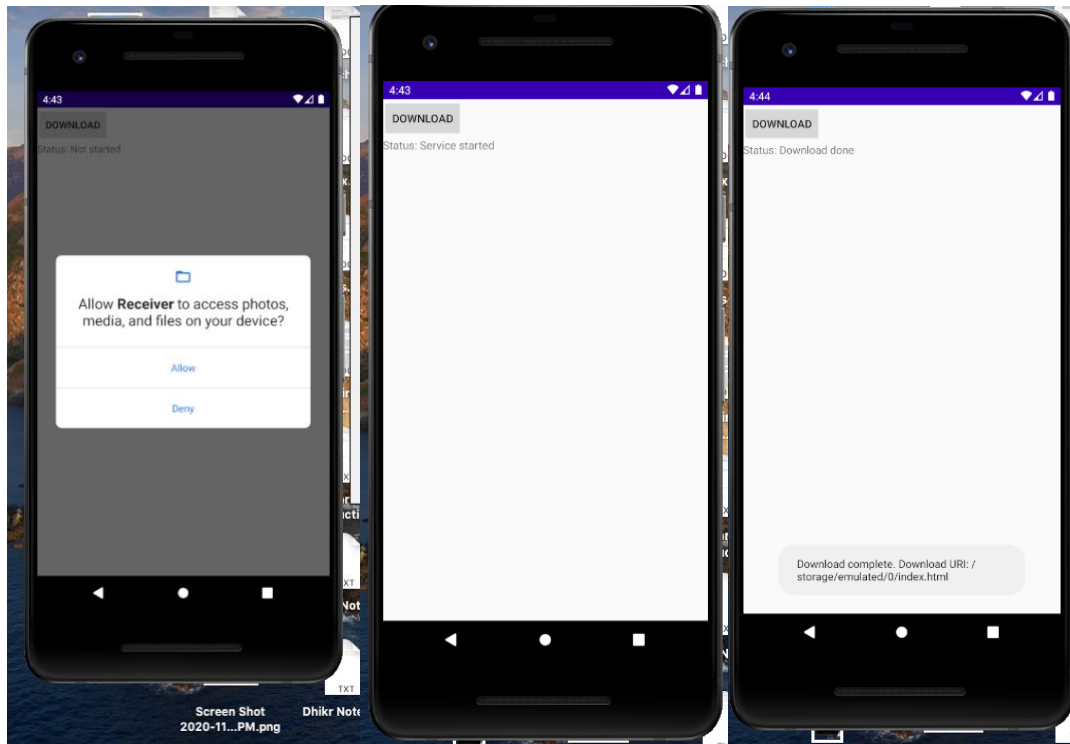 4:43
DOWNLOAD
Status: Not started
Allow Receiver to access photos,
media, and files on your device?
Allow
Deny
Screen Shot
2020-11...PM.png
TXT
Dhikr Note
4:43
DOWNLOAD
Status: Service started
4:44
DOWNLOAD
Status: Download done
Download complete. Download URI: /
storage/emulated/0/index.html